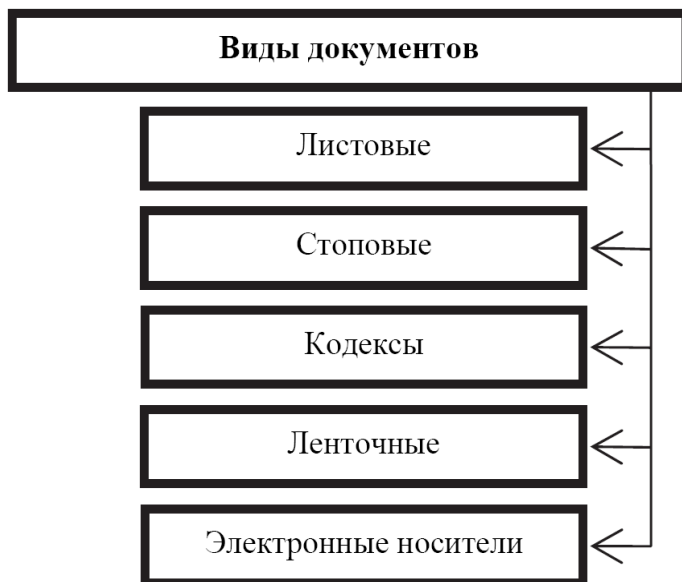 Виды документов
Листовые
Стоповые
Кодексы
Ленточные
Электронные носители